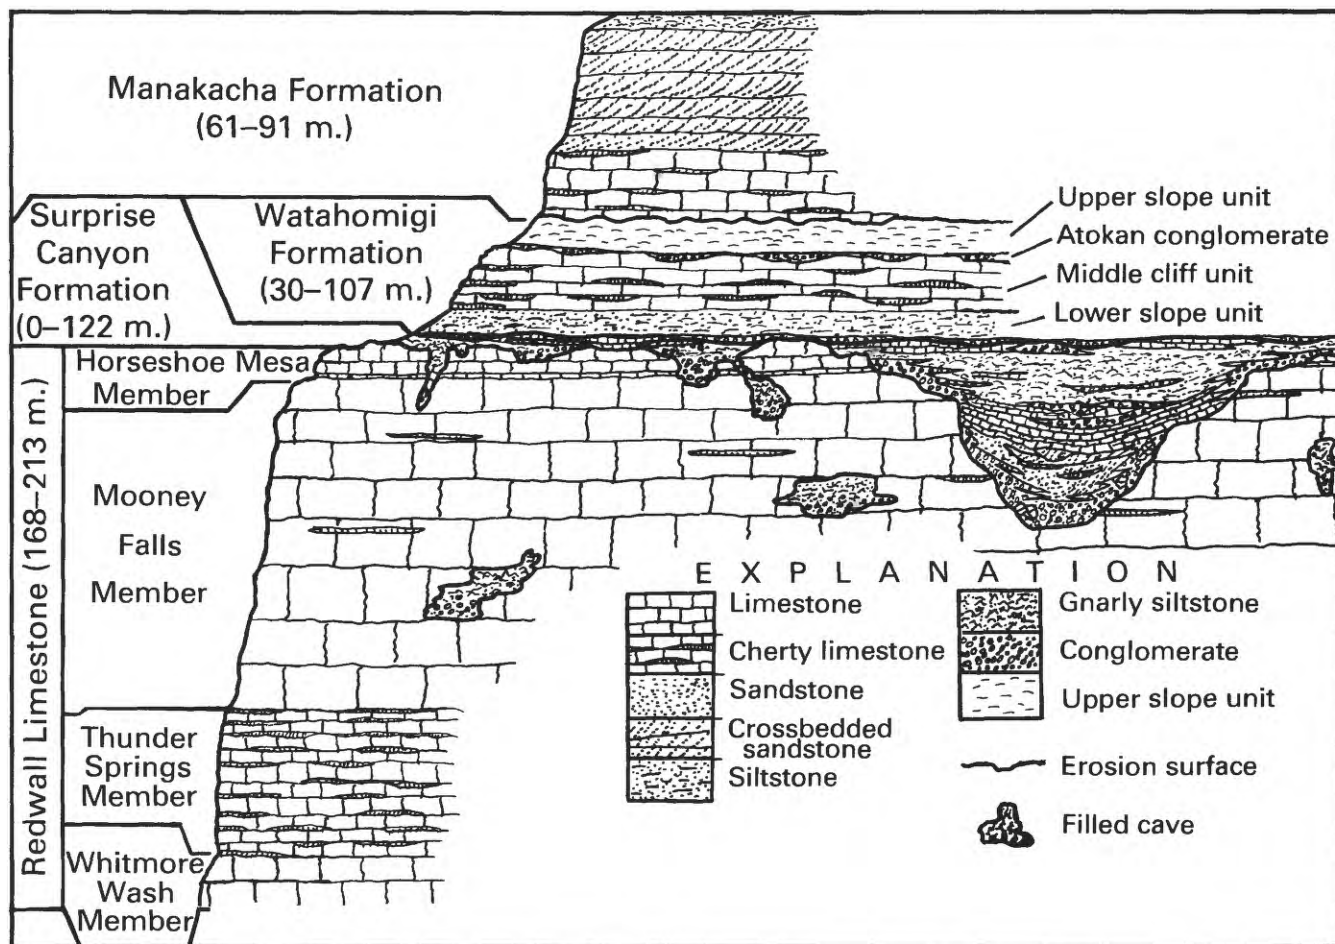 Manakacha Formation
(61–91 m.)
Surprise
Canyon
Formation
(0–122 m.)
Watahomigi
Formation
(30–107 m.)
Upper slope unit
Atokan conglomerate
Middle cliff unit
Lower slope unit
Redwall Limestone (168–213 m.)
Horseshoe Mesa
Member
Mooney
Falls
Member
Thunder
Springs
Member
Whitmore
Wash
Member
EXPLANATION
Limestone
Cherty limestone
Sandstone
Crossbedded
sandstone
Siltstone
Gnarly siltstone
Conglomerate
Upper slope unit
Erosion surface
Filled cave